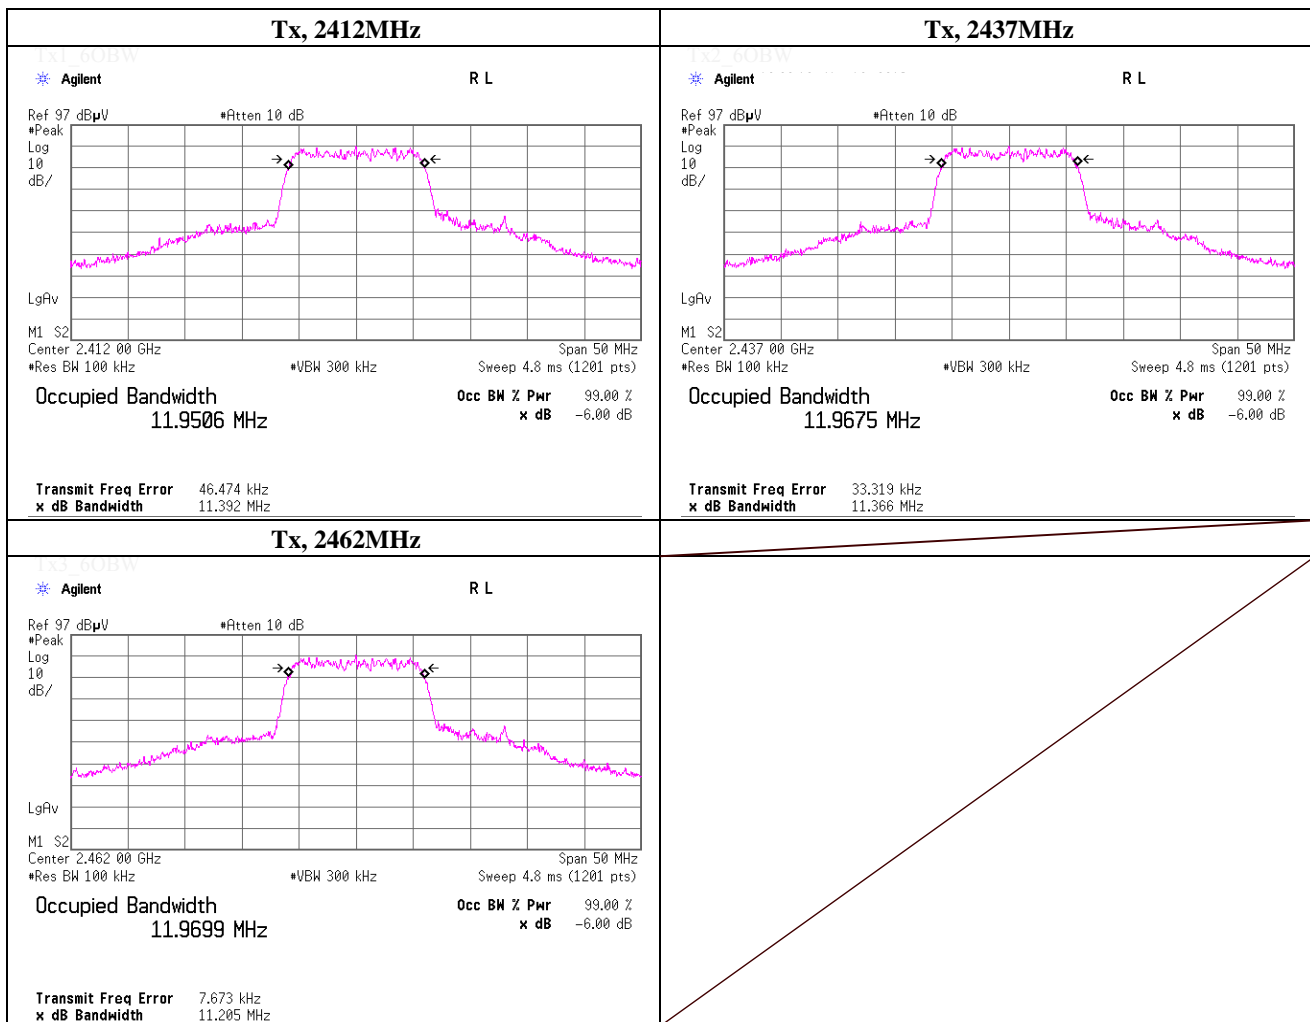 Tx, 2412MHz
Tx1_6OBW
Agilent
R L
Ref 97 dBµV
#Atten 10 dB
#Peak
Log
10
dB/
LgAv
M1 S2
Center 2.412 00 GHz
Span 50 MHz
#Res BW 100 kHz
#VBW 300 kHz
Sweep 4.8 ms (1201 pts)
Occupied Bandwidth
11.9506 MHz
Occ BW % Pwr 99.00 %
x dB -6.00 dB
Transmit Freq Error 46.474 kHz
x dB Bandwidth 11.392 MHz
Tx, 2437MHz
Tx2_6OBW
Agilent
R L
Ref 97 dBµV
#Atten 10 dB
#Peak
Log
10
dB/
LgAv
M1 S2
Center 2.437 00 GHz
Span 50 MHz
#Res BW 100 kHz
#VBW 300 kHz
Sweep 4.8 ms (1201 pts)
Occupied Bandwidth
11.9675 MHz
Occ BW % Pwr 99.00 %
x dB -6.00 dB
Transmit Freq Error 33.319 kHz
x dB Bandwidth 11.366 MHz
Tx, 2462MHz
Tx3_6OBW
Agilent
R L
Ref 97 dBµV
#Atten 10 dB
#Peak
Log
10
dB/
LgAv
M1 S2
Center 2.462 00 GHz
Span 50 MHz
#Res BW 100 kHz
#VBW 300 kHz
Sweep 4.8 ms (1201 pts)
Occupied Bandwidth
11.9699 MHz
Occ BW % Pwr 99.00 %
x dB -6.00 dB
Transmit Freq Error 7.673 kHz
x dB Bandwidth 11.205 MHz